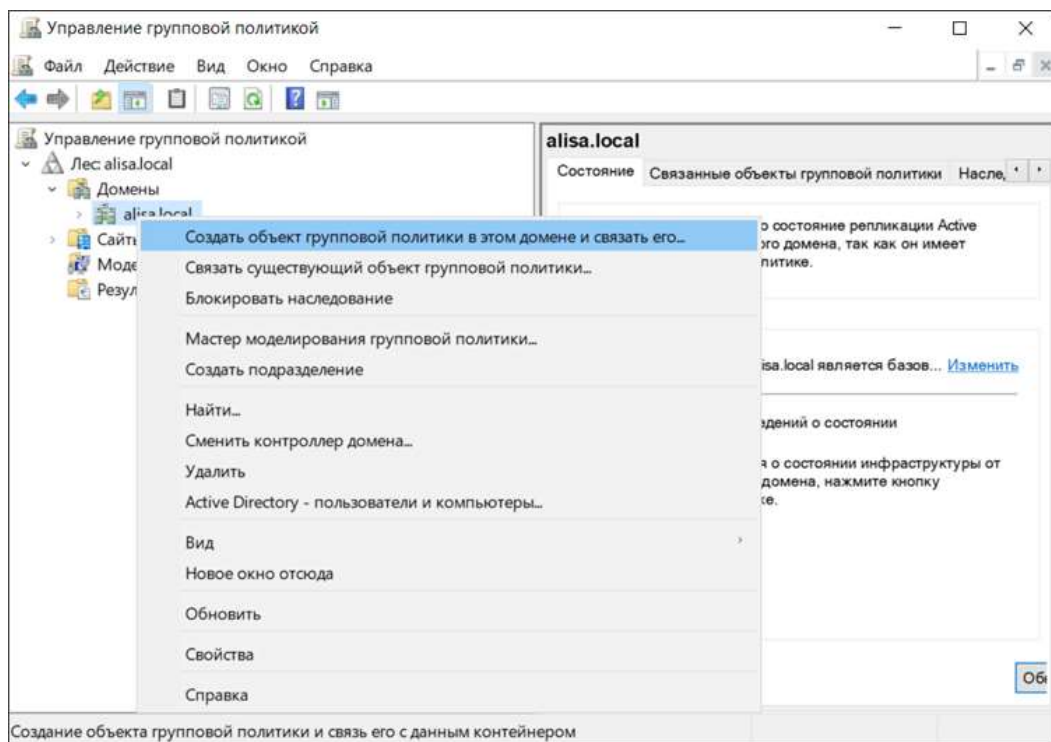 Управление групповой политикой
Файл Действие Вид Окно Справка
Управление групповой политикой
Лес: alisa.local
Домены
alisa.local
Сайты
Моде
Резул
Создать объект групповой политики в этом домене и связать его...
Связать существующий объект групповой политики...
Блокировать наследование
Мастер моделирования групповой политики...
Создать подразделение
Найти...
Сменить контроллер домена...
Удалить
Active Directory - пользователи и компьютеры...
Вид
Новое окно отсюда
Обновить
Свойства
Справка
alisa.local
Состояние Связанные объекты групповой политики Насле
о состояние репликации Active
ого домена, так как он имеет
литике.
isa.local является базов... Изменить
едений о состоянии
я о состоянии инфраструктуры от
домена, нажмите кнопку
же.
Об
Создание объекта групповой политики и связь его с данным контейнером